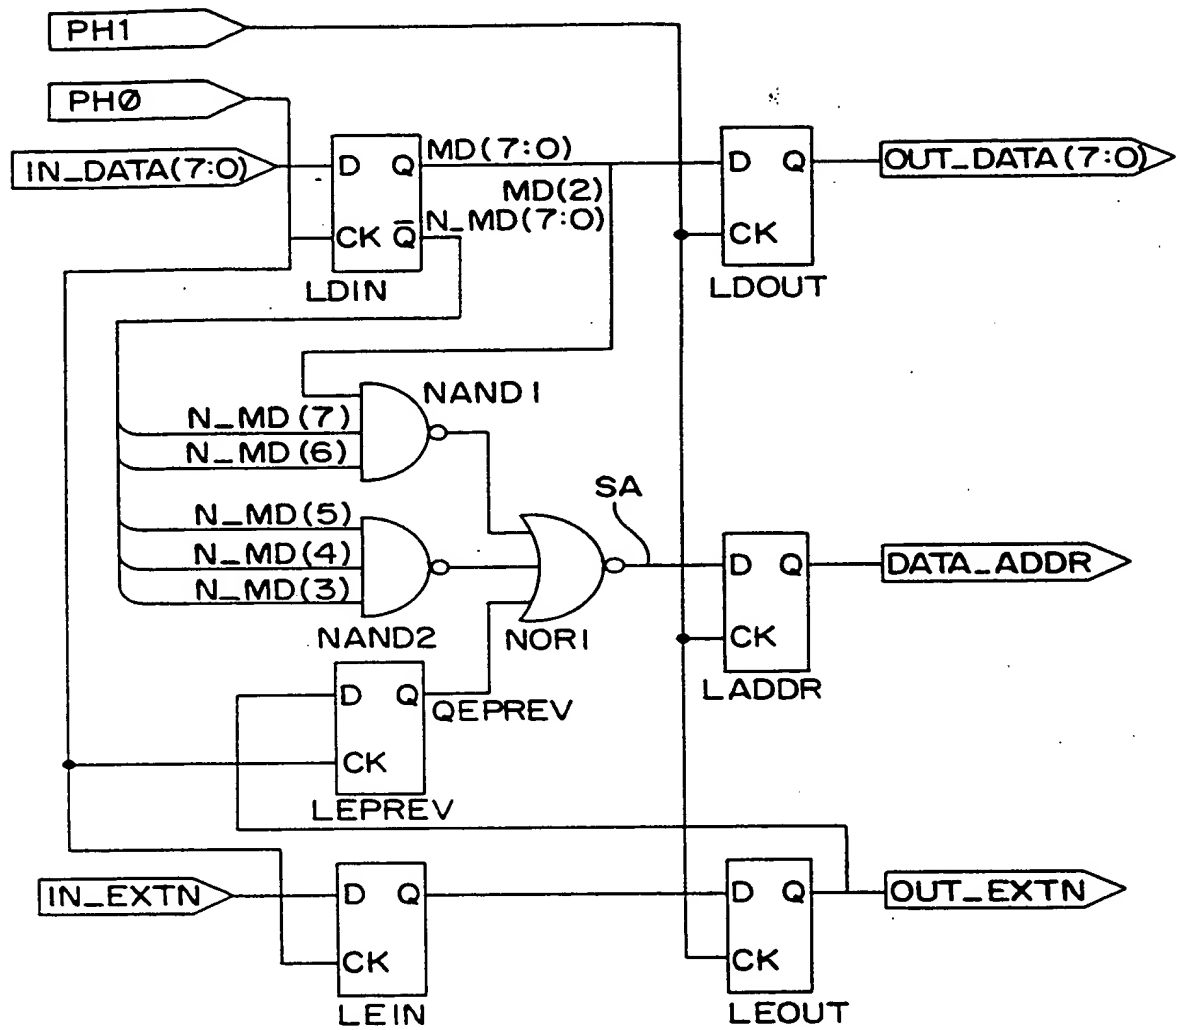 PH1
PHØ
IN_DATA(7:0)
D Q
CK Q̅
LDIN
MD(7:0)
MD(2)
N_MD(7:0)
D Q
CK
LDOUT
OUT_DATA(7:0)
NAND1
N_MD(7)
N_MD(6)
N_MD(5)
N_MD(4)
N_MD(3)
NAND2
NOR1
SA
D Q
CK
LADDR
DATA_ADDR
D Q
CK
LEPREV
QEPREV
IN_EXTN
D Q
CK
LEIN
D Q
CK
LEOUT
OUT_EXTN